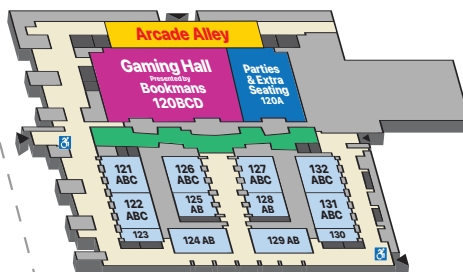 Arcade Alley
Gaming Hall
Presented by
Bookmans
120BCD
Parties
& Extra
Seating
120A
121
ABC
126
ABC
127
ABC
132
ABC
122
ABC
125
AB
128
AB
131
ABC
123
124 AB
129 AB
130